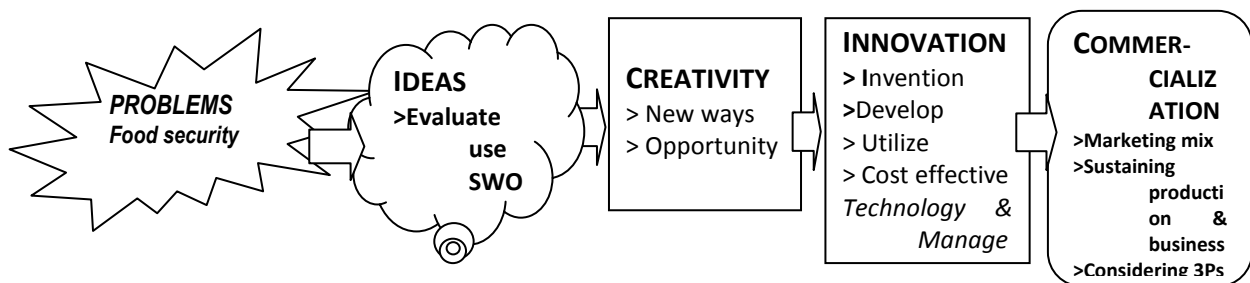 PROBLEMS
Food security
IDEAS
>Evaluate
use
SWO
CREATIVITY
> New ways
> Opportunity
INNOVATION
> Invention
>Develop
> Utilize
> Cost effective
Technology &
Manage
COMMER-
CIALIZ
ATION
>Marketing mix
>Sustaining
producti
on &
business
>Considering 3Ps